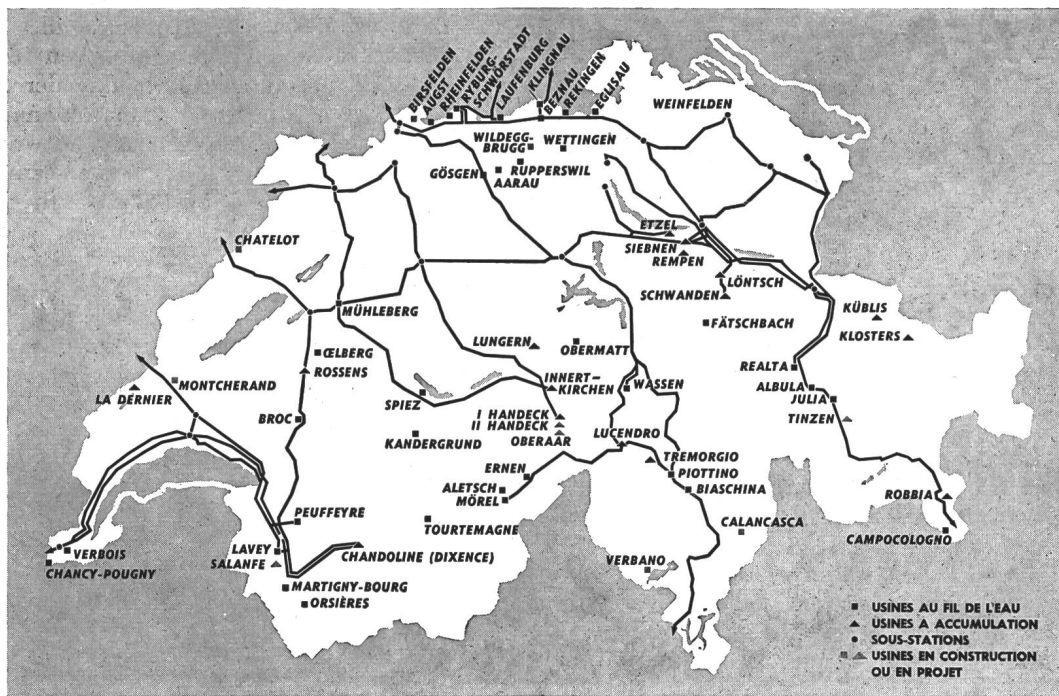 BIRSFELDEN
AUGST
RHEINFELDEN
RYBURG-
SCHWÖRSTADT
LAUFENBURG
KLINGNAU
BEZNAU
REKINGEN
EGLISAU
WEINFELDEN
WILDEGG-
BRUGG
WETTINGEN
GÖSGEN
RUPPERSWIL
AARAU
CHATELOT
ETZEL
SIEBNEN
REMPEN
LÖNTSCH
SCHWANDEN
MÜHLEBERG
KÜBLIS
FÄTSCHBACH
KLOSTERS
LUNGERN
OBERMATT
ŒLBERG
ROSSENS
REALTA
MONTCHERAND
LA DERNIER
INNERT-
KIRCHEN
WASSEN
ALBULA
JULIA
SPIEZ
BROC
I HANDECK
II HANDECK
OBERAAR
TINZEN
KANDERGRUND
LUCENDRO
TREMORGIO
PIOTTINO
ERNEN
ALETSCH
MÖREL
BIASCHINA
ROBBIA
PEUFFEYRE
TOURTEMAGNE
CALANCASCA
CAMPOCOLOGNO
LAVEY
SALANFE
CHANDOLINE (DIXENCE)
VERBOIS
CHANCY-POUGNY
VERBANO
MARTIGNY-BOURG
ORSIÈRES
USINES AU FIL DE L'EAU
USINES A ACCUMULATION
SOUS-STATIONS
USINES EN CONSTRUCTION
OU EN PROJET